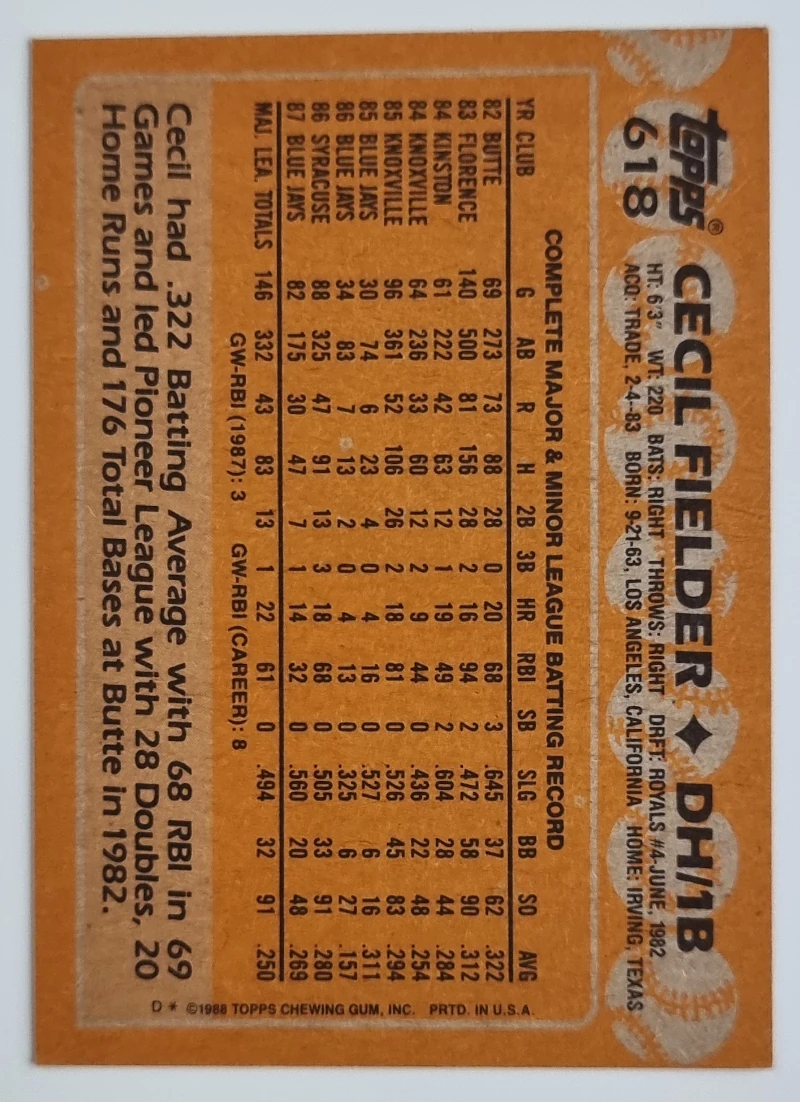 topps®
618
CECIL FIELDER ♦ DH/1B
HT: 6'3" WT: 220 BATS: RIGHT THROWS: RIGHT DRFT: ROYALS #4-JUNE, 1982
ACQ: TRADE, 2-4--83 BORN: 9-21-63, LOS ANGELES, CALIFORNIA HOME: IRVING, TEXAS
COMPLETE MAJOR & MINOR LEAGUE BATTING RECORD
YR CLUB G AB R H 2B 3B HR RBI SB SLG BB SO AVG
82 BUTTE 69 273 73 88 28 0 20 68 3 .645 37 62 .322
83 FLORENCE 140 500 81 156 28 2 16 94 2 .472 58 90 .312
84 KINSTON 61 222 42 63 12 1 19 49 2 .604 28 44 .284
84 KNOXVILLE 64 236 33 60 12 2 9 44 0 .436 22 48 .254
85 KNOXVILLE 96 361 52 106 26 2 18 81 0 .526 45 83 .294
85 BLUE JAYS 30 74 6 23 4 0 4 16 0 .527 6 16 .311
86 BLUE JAYS 34 83 7 13 2 0 4 13 0 .325 6 27 .157
86 SYRACUSE 88 325 47 91 13 3 18 68 0 .505 33 91 .280
87 BLUE JAYS 82 175 30 47 7 1 14 32 0 .560 20 48 .269
MAJ. LEA. TOTALS 146 332 43 83 13 1 22 61 0 .494 32 91 .250
GW-RBI (1987): 3 GW-RBI (CAREER): 8
Cecil had .322 Batting Average with 68 RBI in 69
Games and led Pioneer League with 28 Doubles, 20
Home Runs and 176 Total Bases at Butte in 1982.
D * ©1988 TOPPS CHEWING GUM, INC. PRTD. IN U.S.A.